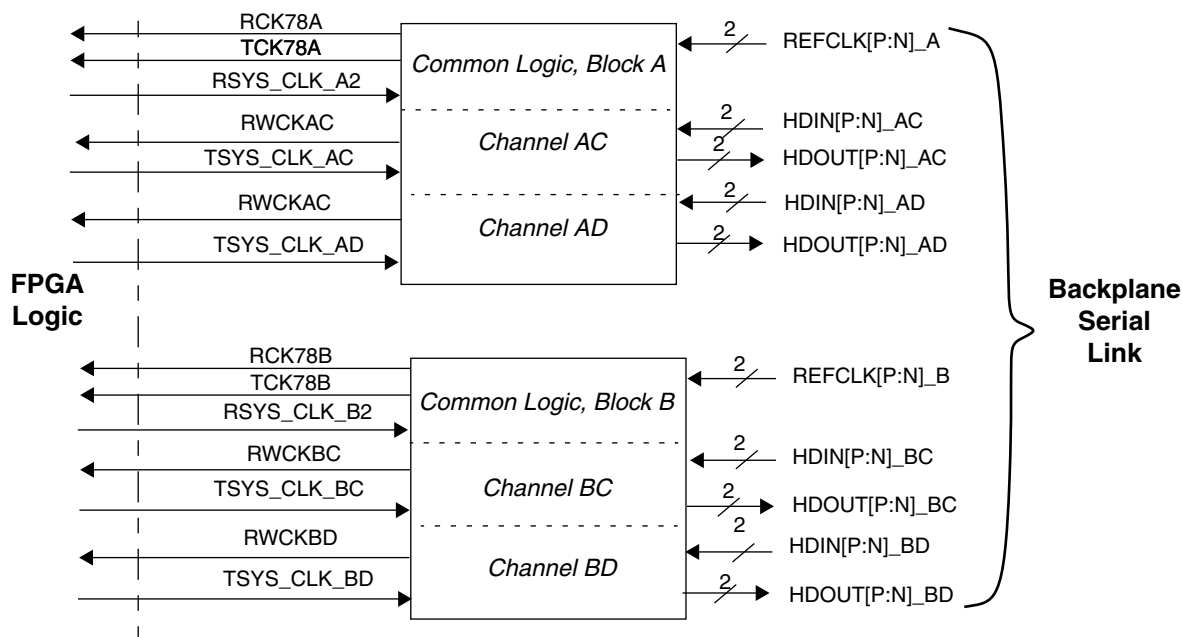 RCK78A
TCK78A
RSYS_CLK_A2
RWCKAC
TSYS_CLK_AC
RWCKAC
TSYS_CLK_AD
Common Logic, Block A
Channel AC
Channel AD
2
REFCLK[P:N]_A
2
HDIN[P:N]_AC
2
HDOUT[P:N]_AC
2
HDIN[P:N]_AD
2
HDOUT[P:N]_AD
FPGA
Logic
Backplane
Serial
Link
RCK78B
TCK78B
RSYS_CLK_B2
RWCKBC
TSYS_CLK_BC
RWCKBD
TSYS_CLK_BD
Common Logic, Block B
Channel BC
Channel BD
2
REFCLK[P:N]_B
2
HDIN[P:N]_BC
2
HDOUT[P:N]_BC
2
HDIN[P:N]_BD
2
HDOUT[P:N]_BD